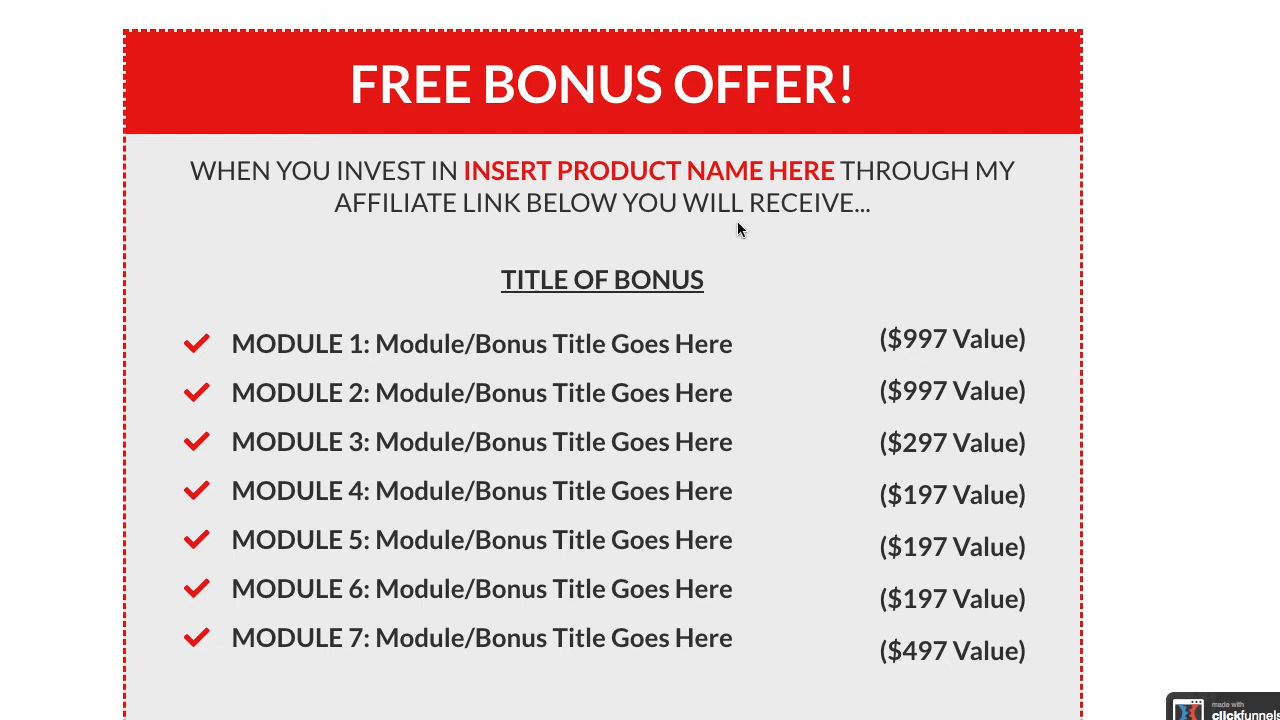 FREE BONUS OFFER!
WHEN YOU INVEST IN INSERT PRODUCT NAME HERE THROUGH MY
AFFILIATE LINK BELOW YOU WILL RECEIVE...
TITLE OF BONUS
MODULE 1: Module/Bonus Title Goes Here ($997 Value)
MODULE 2: Module/Bonus Title Goes Here ($997 Value)
MODULE 3: Module/Bonus Title Goes Here ($297 Value)
MODULE 4: Module/Bonus Title Goes Here ($197 Value)
MODULE 5: Module/Bonus Title Goes Here ($197 Value)
MODULE 6: Module/Bonus Title Goes Here ($197 Value)
MODULE 7: Module/Bonus Title Goes Here ($497 Value)
made with
clickfunnels